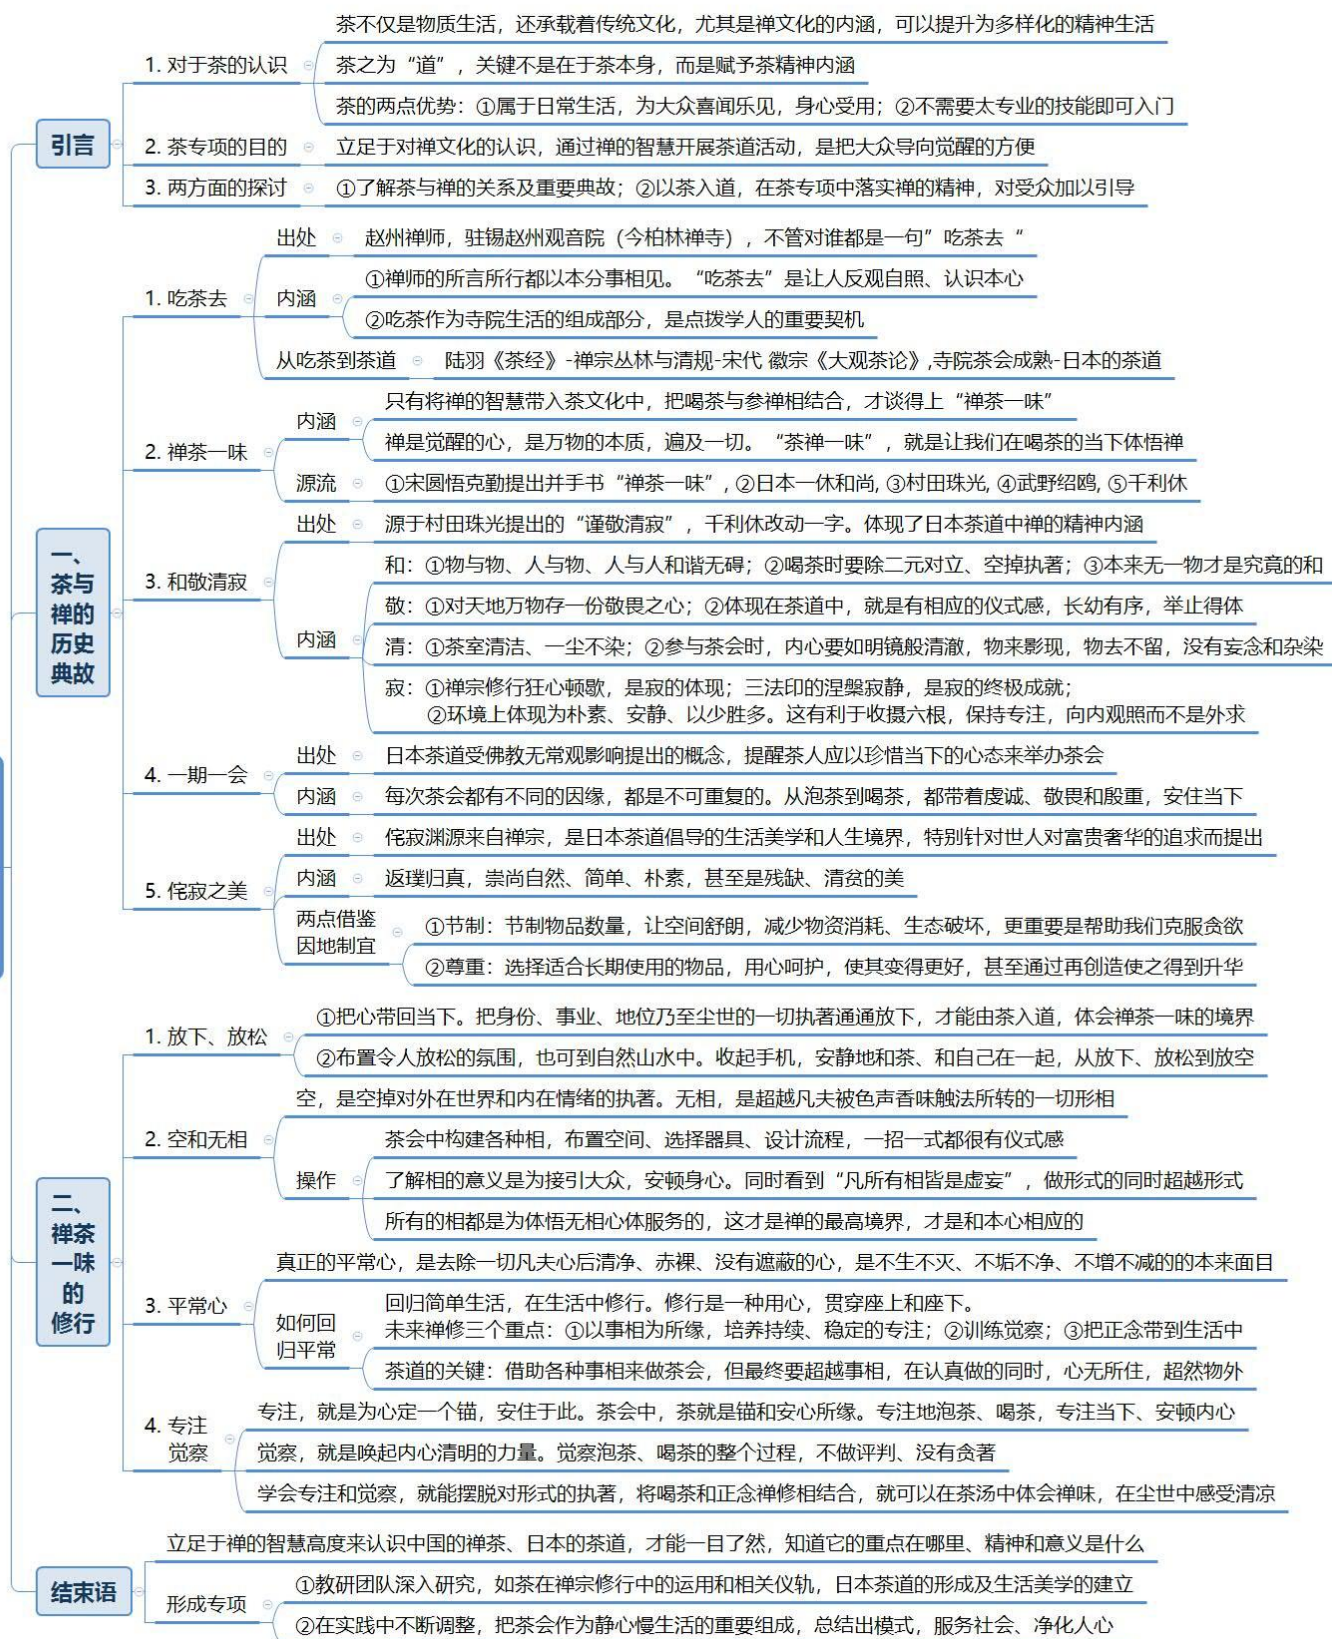 引言
1. 对于茶的认识
茶不仅是物质生活，还承载着传统文化，尤其是禅文化的内涵，可以提升为多样化的精神生活
茶之为“道”，关键不是在于茶本身，而是赋予茶精神内涵
茶的两点优势：①属于日常生活，为大众喜闻乐见，身心受用；②不需要太专业的技能即可入门
2. 茶专项的目的
立足于对禅文化的认识，通过禅的智慧开展茶道活动，是把大众导向觉醒的方便
3. 两方面的探讨
①了解茶与禅的关系及重要典故；②以茶入道，在茶专项中落实禅的精神，对受众加以引导
一、
茶与
禅的
历史
典故
1. 吃茶去
出处
赵州禅师，驻锡赵州观音院（今柏林禅寺），不管对谁都是一句”吃茶去“
内涵
①禅师的所言所行都以本分事相见。“吃茶去”是让人反观自照、认识本心
②吃茶作为寺院生活的组成部分，是点拨学人的重要契机
从吃茶到茶道
陆羽《茶经》-禅宗丛林与清规-宋代 徽宗《大观茶论》,寺院茶会成熟-日本的茶道
2. 禅茶一味
内涵
只有将禅的智慧带入茶文化中，把喝茶与参禅相结合，才谈得上“禅茶一味”
禅是觉醒的心，是万物的本质，遍及一切。“茶禅一味”，就是让我们在喝茶的当下体悟禅
源流
①宋圆悟克勤提出并手书“禅茶一味”, ②日本一休和尚, ③村田珠光, ④武野绍鸥, ⑤千利休
3. 和敬清寂
出处
源于村田珠光提出的“谨敬清寂”，千利休改动一字。体现了日本茶道中禅的精神内涵
内涵
和：①物与物、人与物、人与人和谐无碍；②喝茶时要除二元对立、空掉执著；③本来无一物才是究竟的和
敬：①对天地万物存一份敬畏之心；②体现在茶道中，就是有相应的仪式感，长幼有序，举止得体
清：①茶室清洁、一尘不染；②参与茶会时，内心要如明镜般清澈，物来影现，物去不留，没有妄念和杂染
寂：①禅宗修行狂心顿歇，是寂的体现；三法印的涅槃寂静，是寂的终极成就；
②环境上体现为朴素、安静、以少胜多。这有利于收摄六根，保持专注，向内观照而不是外求
4. 一期一会
出处
日本茶道受佛教无常观影响提出的概念，提醒茶人应以珍惜当下的心态来举办茶会
内涵
每次茶会都有不同的因缘，都是不可重复的。从泡茶到喝茶，都带着虔诚、敬畏和殷重，安住当下
5. 侘寂之美
出处
侘寂渊源来自禅宗，是日本茶道倡导的生活美学和人生境界，特别针对世人对富贵奢华的追求而提出
内涵
返璞归真，崇尚自然、简单、朴素，甚至是残缺、清贫的美
两点借鉴
因地制宜
①节制：节制物品数量，让空间舒朗，减少物资消耗、生态破坏，更重要是帮助我们克服贪欲
②尊重：选择适合长期使用的物品，用心呵护，使其变得更好，甚至通过再创造使之得到升华
二、
禅茶
一味
的
修行
1. 放下、放松
①把心带回当下。把身份、事业、地位乃至尘世的一切执著通通放下，才能由茶入道，体会禅茶一味的境界
②布置令人放松的氛围，也可到自然山水中。收起手机，安静地和茶、和自己在一起，从放下、放松到放空
2. 空和无相
空，是空掉对外在世界和内在情绪的执著。无相，是超越凡夫被色声香味触法所转的一切形相
操作
茶会中构建各种相，布置空间、选择器具、设计流程，一招一式都很有仪式感
了解相的意义是为接引大众，安顿身心。同时看到“凡所有相皆是虚妄”，做形式的同时超越形式
所有的相都是为体悟无相心体服务的，这才是禅的最高境界，才是和本心相应的
3. 平常心
真正的平常心，是去除一切凡夫心后清净、赤裸、没有遮蔽的心，是不生不灭、不垢不净、不增不减的的本来面目
如何回
归平常
回归简单生活，在生活中修行。修行是一种用心，贯穿座上和座下。
未来禅修三个重点：①以事相为所缘，培养持续、稳定的专注；②训练觉察；③把正念带到生活中
茶道的关键：借助各种事相来做茶会，但最终要超越事相，在认真做的同时，心无所住，超然物外
4. 专注
觉察
专注，就是为心定一个锚，安住于此。茶会中，茶就是锚和安心所缘。专注地泡茶、喝茶，专注当下、安顿内心
觉察，就是唤起内心清明的力量。觉察泡茶、喝茶的整个过程，不做评判、没有贪著
学会专注和觉察，就能摆脱对形式的执著，将喝茶和正念禅修相结合，就可以在茶汤中体会禅味，在尘世中感受清凉
结束语
立足于禅的智慧高度来认识中国的禅茶、日本的茶道，才能一目了然，知道它的重点在哪里、精神和意义是什么
形成专项
①教研团队深入研究，如茶在禅宗修行中的运用和相关仪轨，日本茶道的形成及生活美学的建立
②在实践中不断调整，把茶会作为静心慢生活的重要组成，总结出模式，服务社会、净化人心